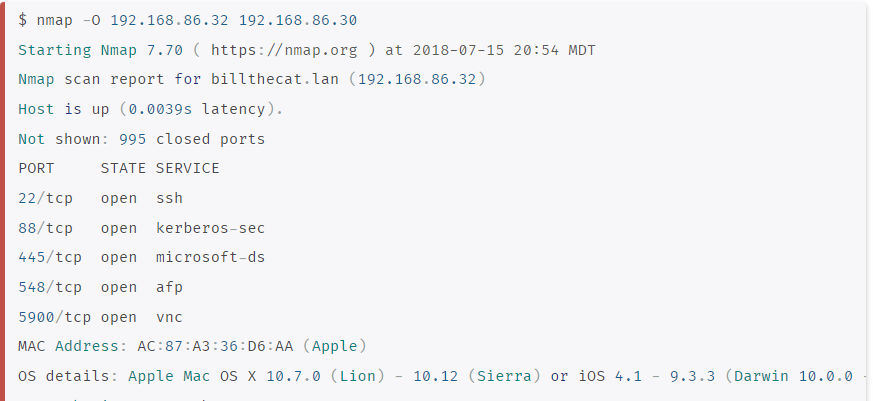 $ nmap -O 192.168.86.32 192.168.86.30
Starting Nmap 7.70 ( https://nmap.org ) at 2018-07-15 20:54 MDT
Nmap scan report for billthecat.lan (192.168.86.32)
Host is up (0.0039s latency).
Not shown: 995 closed ports
PORT     STATE SERVICE
22/tcp   open  ssh
88/tcp   open  kerberos-sec
445/tcp  open  microsoft-ds
548/tcp  open  afp
5900/tcp open  vnc
MAC Address: AC:87:A3:36:D6:AA (Apple)
OS details: Apple Mac OS X 10.7.0 (Lion) - 10.12 (Sierra) or iOS 4.1 - 9.3.3 (Darwin 10.0.0 -